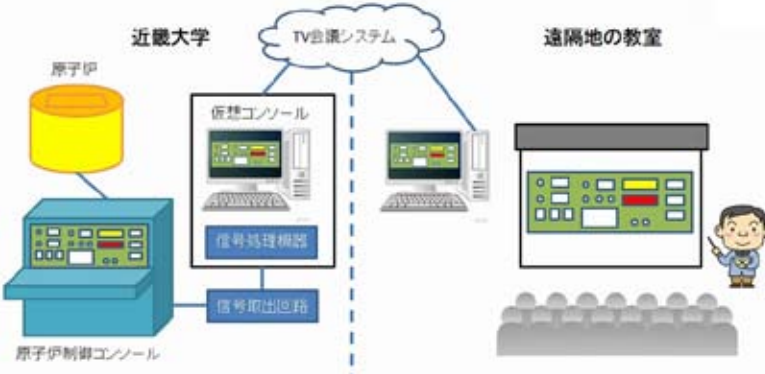 近畿大学
TV会議システム
遠隔地の教室
原子炉
仮想コンソール
信号処理機器
信号取出回路
原子炉制御コンソール